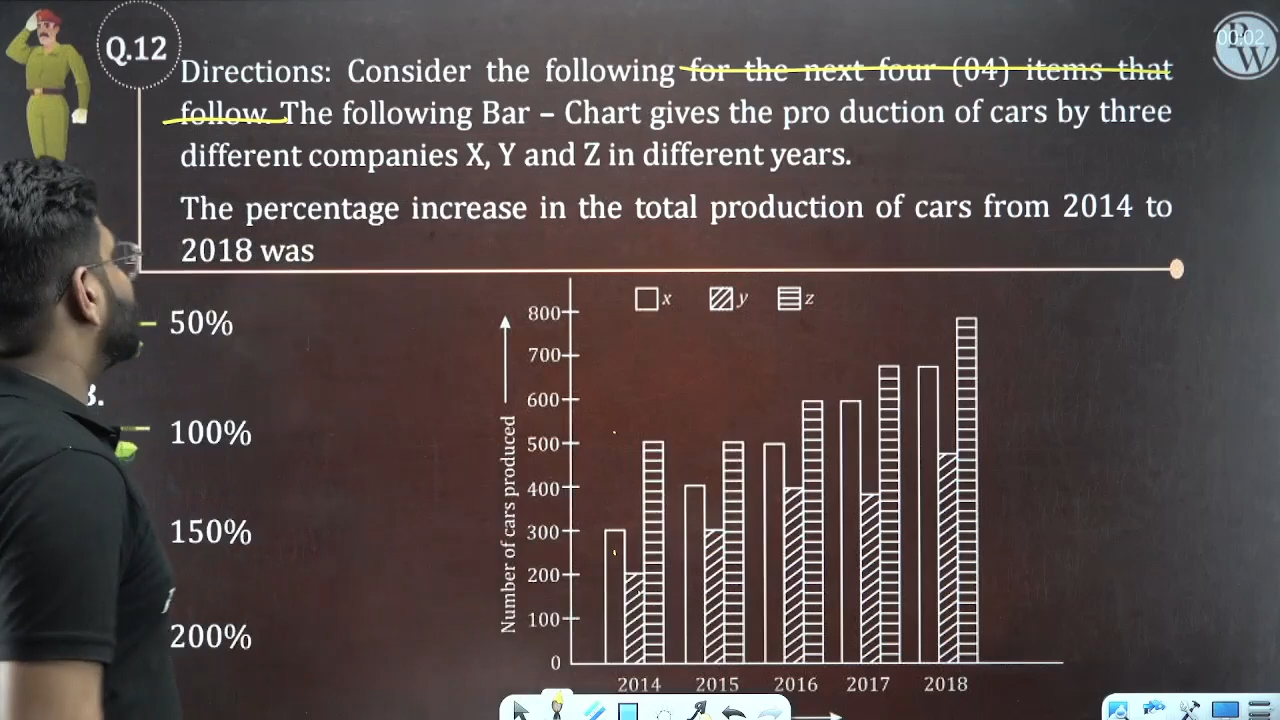 Q.12
Directions: Consider the following for the next four (04) items that
follow. The following Bar – Chart gives the pro duction of cars by three
different companies X, Y and Z in different years.
The percentage increase in the total production of cars from 2014 to
2018 was
00:02
50%
100%
150%
200%
x y z
Number of cars produced
800
700
600
500
400
300
200
100
0
2014 2015 2016 2017 2018